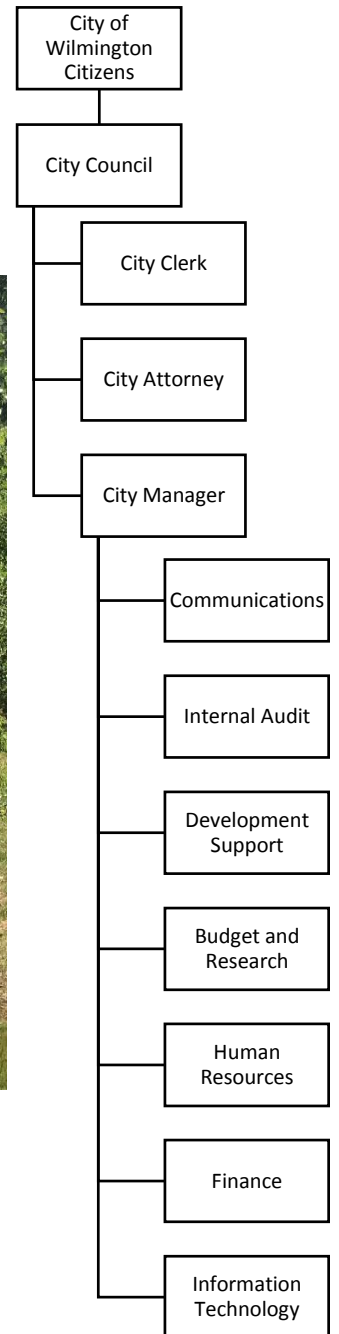 City of
Wilmington
Citizens
City Council
City Clerk
City Attorney
City Manager
Communications
Internal Audit
Development
Support
Budget and
Research
Human
Resources
Finance
Information
Technology